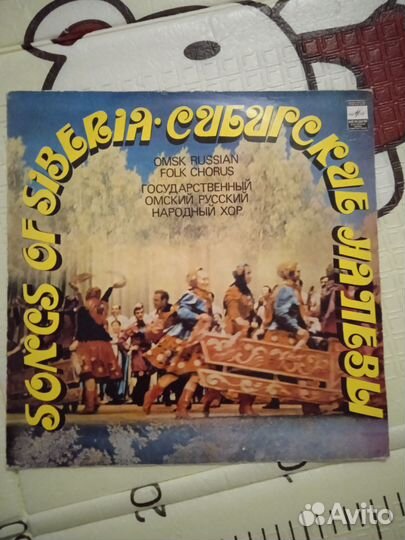 SONGS OF SIBERIA · СИБИРСКИЕ НАПЕВЫ
OMSK RUSSIAN
FOLK CHORUS
ГОСУДАРСТВЕННЫЙ
ОМСКИЙ РУССКИЙ
НАРОДНЫЙ ХОР
Avito